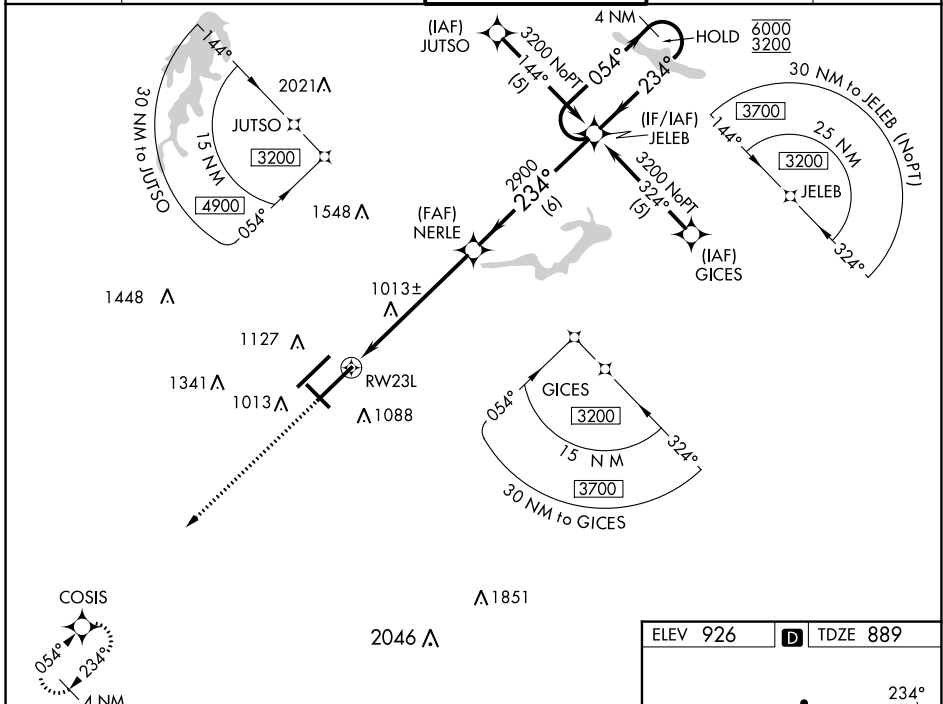 144°
30 NM to JUTSO
15 NM
JUTSO
3200
4900
054°
2021
1548
1448
(IAF)
JUTSO
3200 NoPT
144°
(5)
054°
4 NM
HOLD
6000
3200
234°
(IF/IAF)
JELEB
2900
234°
(6)
3200 NoPT
324°
(5)
(IAF)
GICES
30 NM to JELEB (NoPT)
3700
144°
25 NM
3200
JELEB
324°
(FAF)
NERLE
1013±
1127
1341
1013
RW23L
1088
054°
GICES
3200
324°
15 NM
3700
30 NM to GICES
COSIS
054°
234°
4 NM
1851
2046
ELEV 926 D TDZE 889
234°